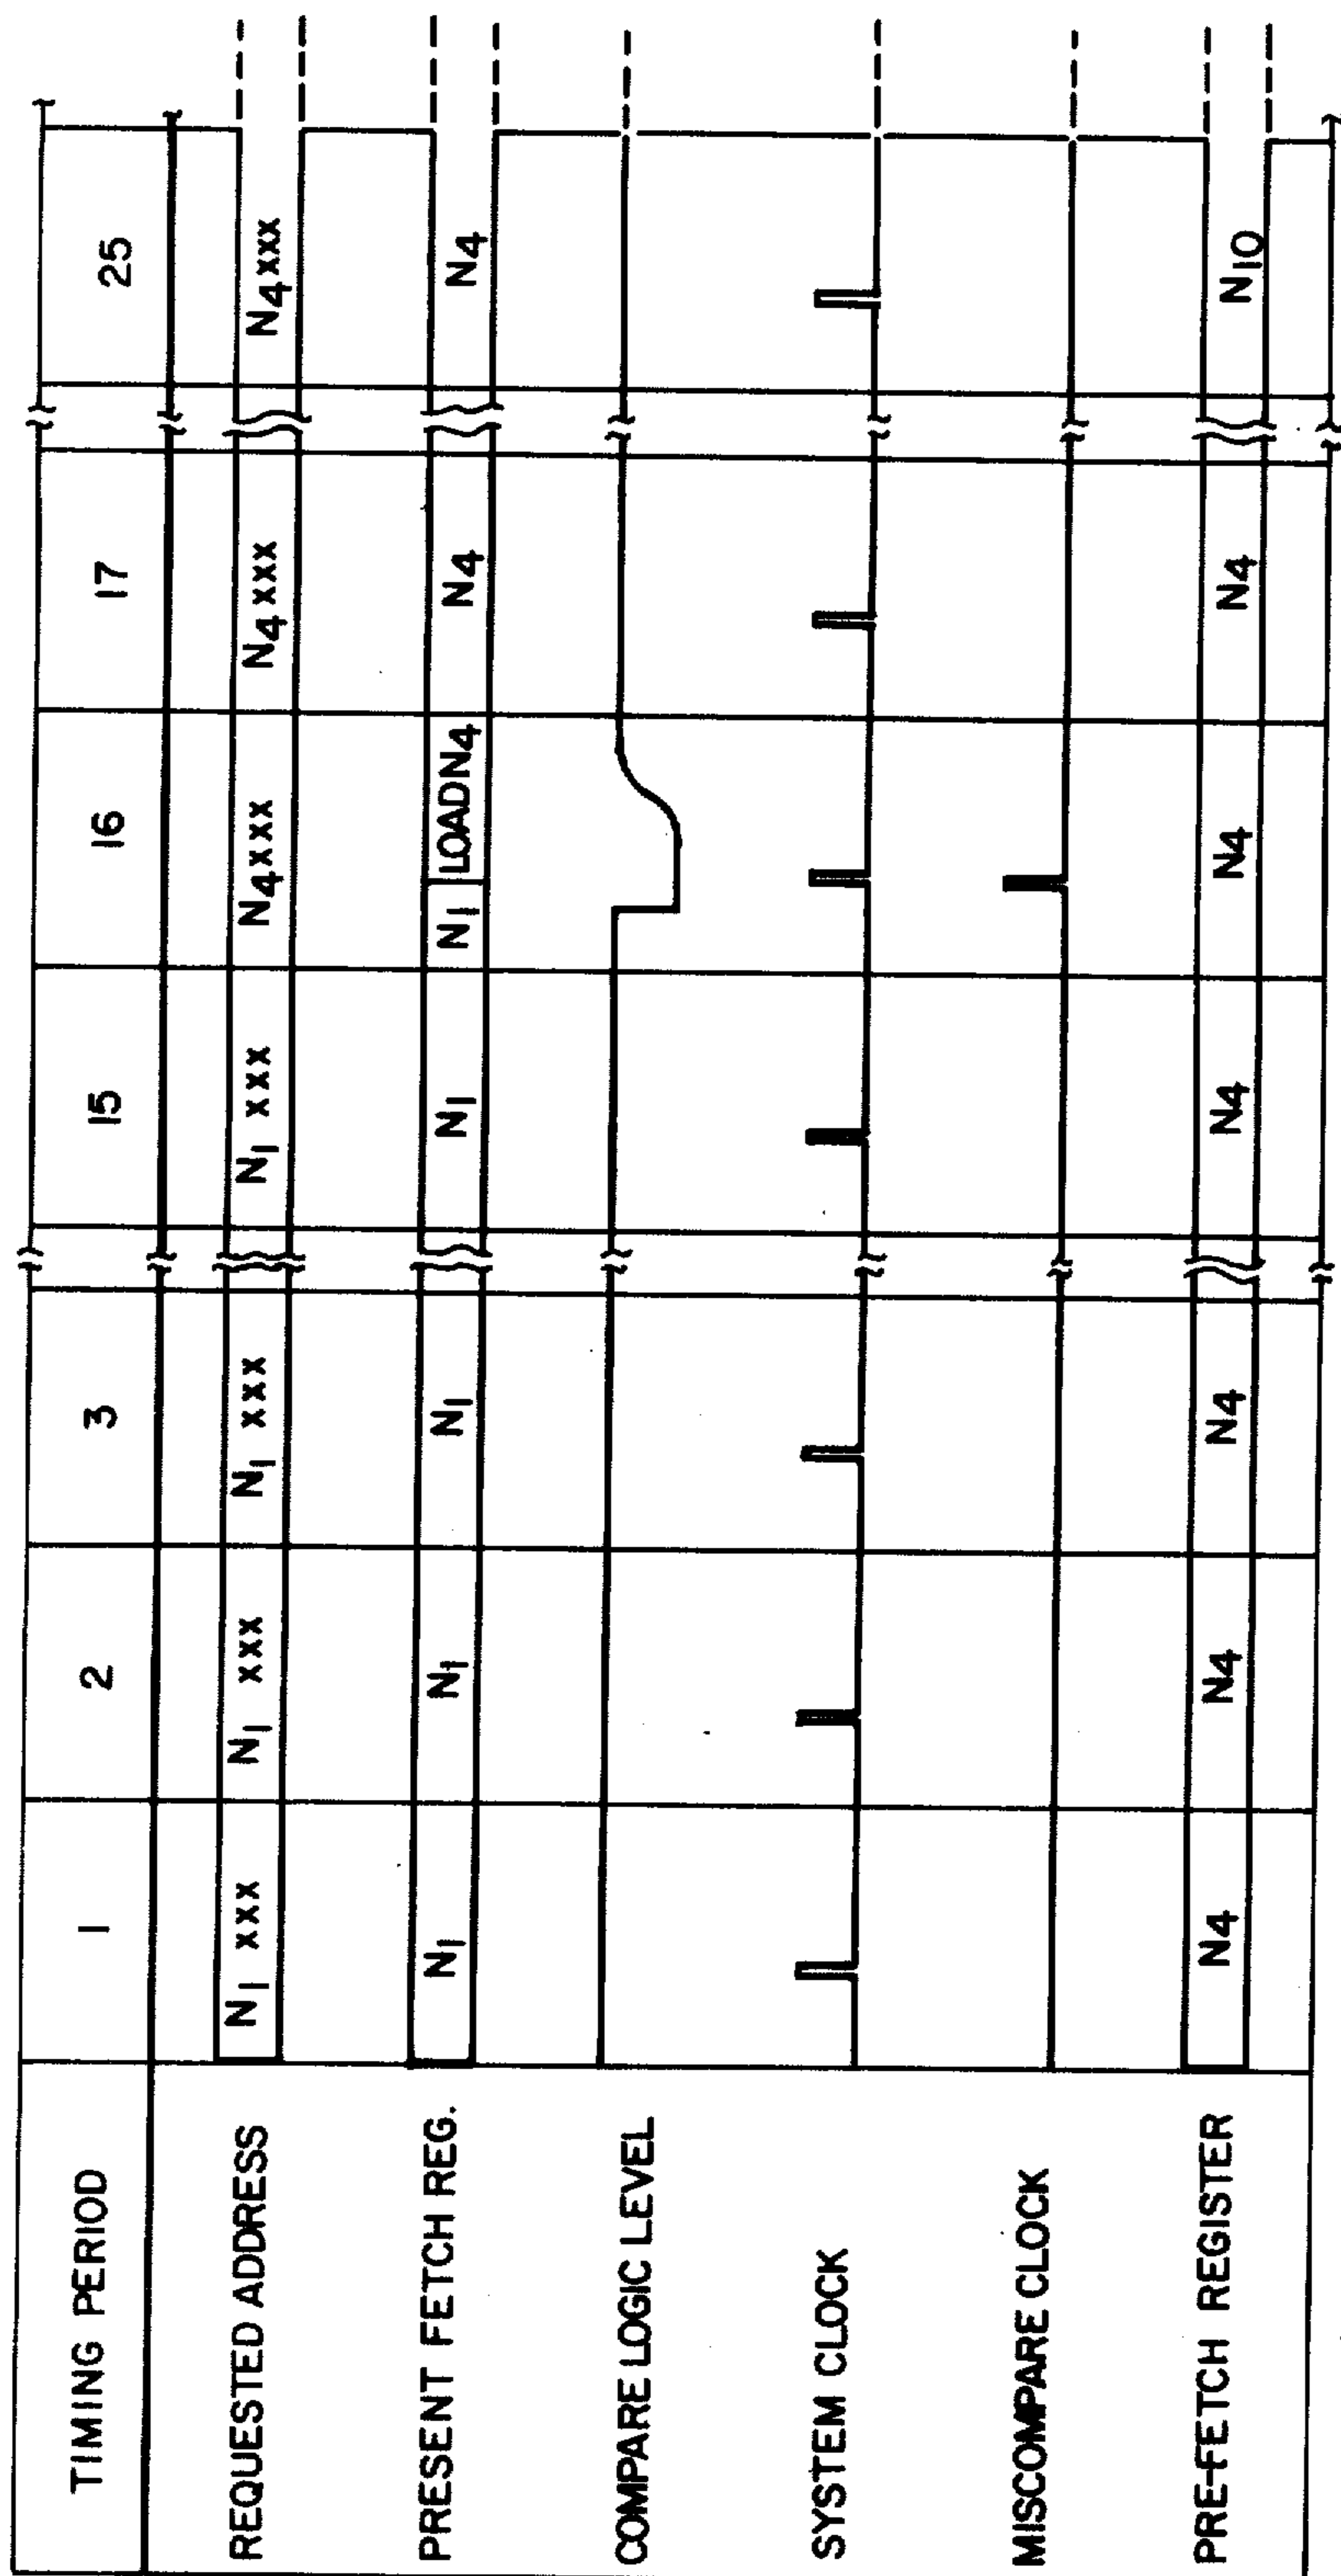 TIMING PERIOD 1 2 3 15 16 17 25
REQUESTED ADDRESS N1 XXX N1 XXX N1 XXX N1 XXX N4XXX N4XXX N4XXX
PRESENT FETCH REG. N1 N1 N1 N1 N1 LOADN4 N4 N4
COMPARE LOGIC LEVEL
SYSTEM CLOCK
MISCOMPARE CLOCK
PRE-FETCH REGISTER N4 N4 N4 N4 N4 N4 N10